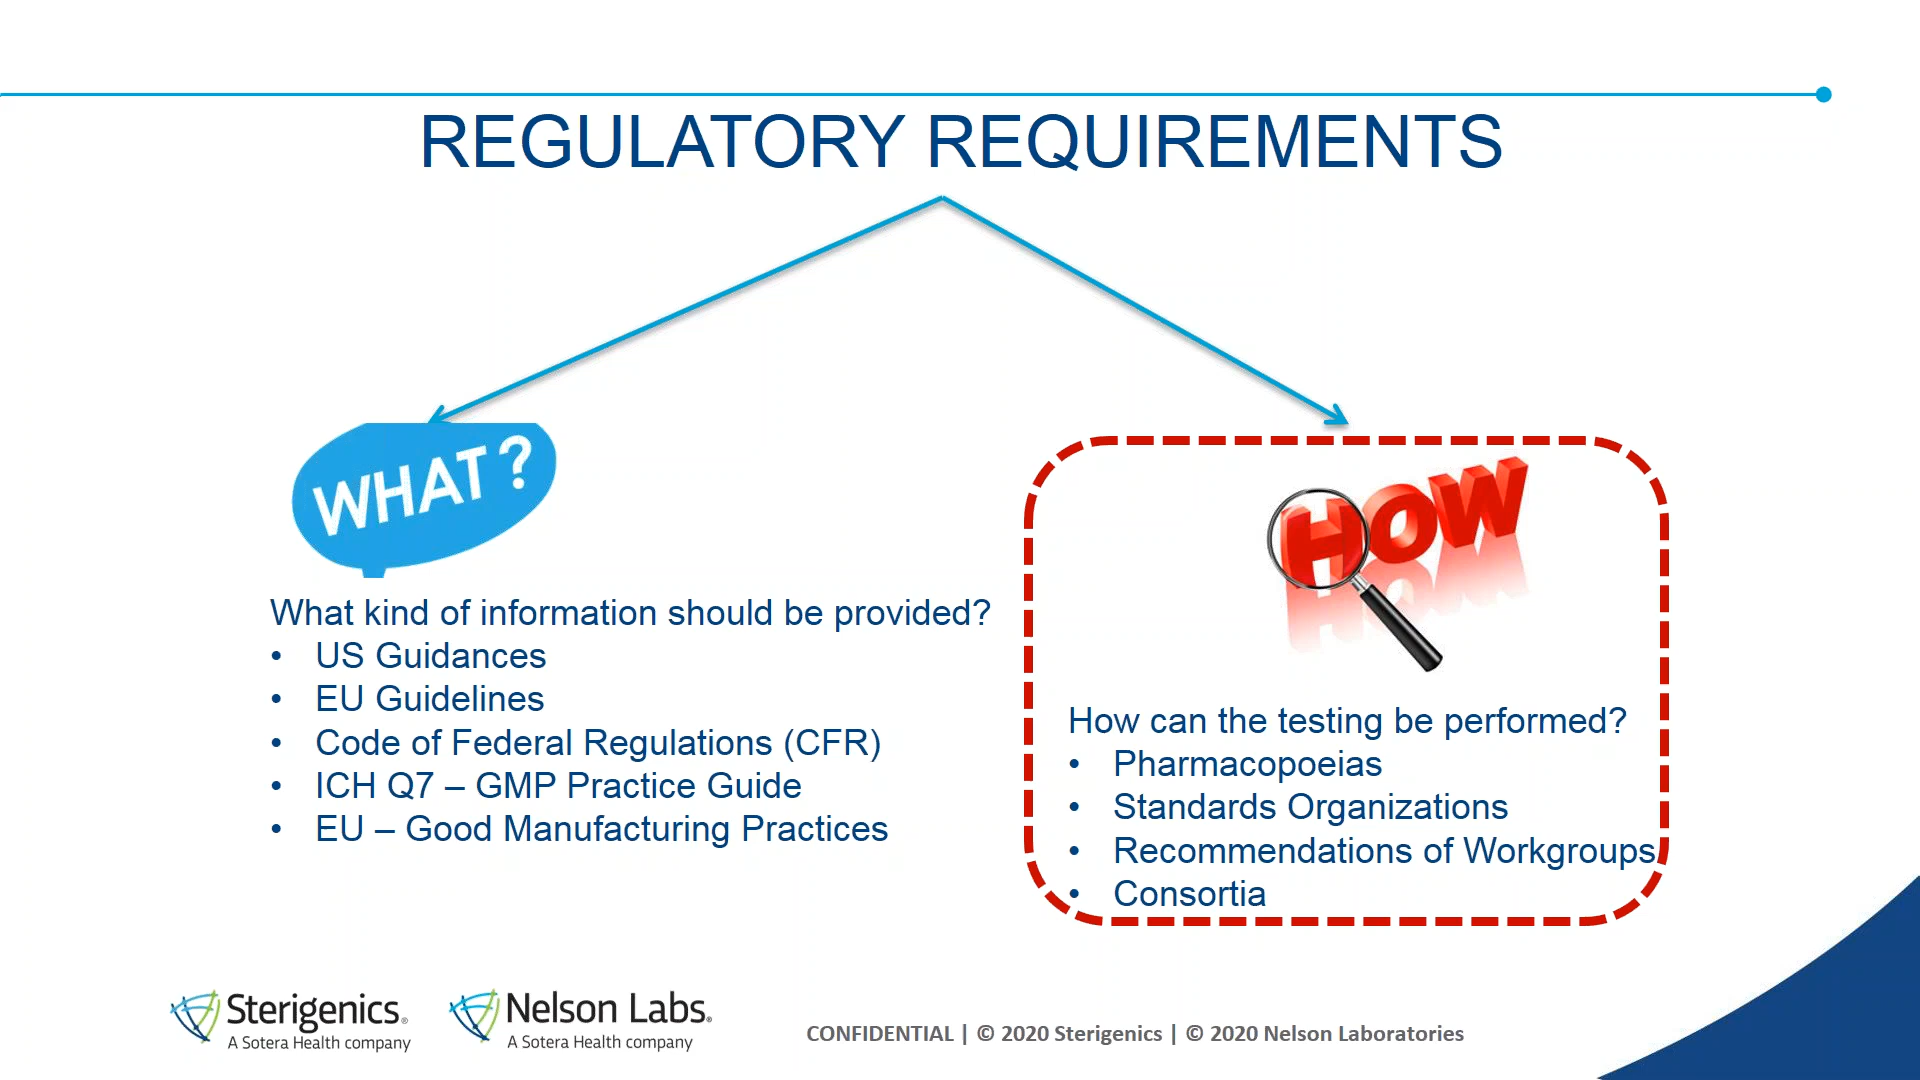 REGULATORY REQUIREMENTS
WHAT?
What kind of information should be provided?
• US Guidances
• EU Guidelines
• Code of Federal Regulations (CFR)
• ICH Q7 – GMP Practice Guide
• EU – Good Manufacturing Practices
HOW
How can the testing be performed?
• Pharmacopoeias
• Standards Organizations
• Recommendations of Workgroups
• Consortia
Sterigenics®
A Sotera Health company
Nelson Labs®
A Sotera Health company
CONFIDENTIAL | © 2020 Sterigenics | © 2020 Nelson Laboratories